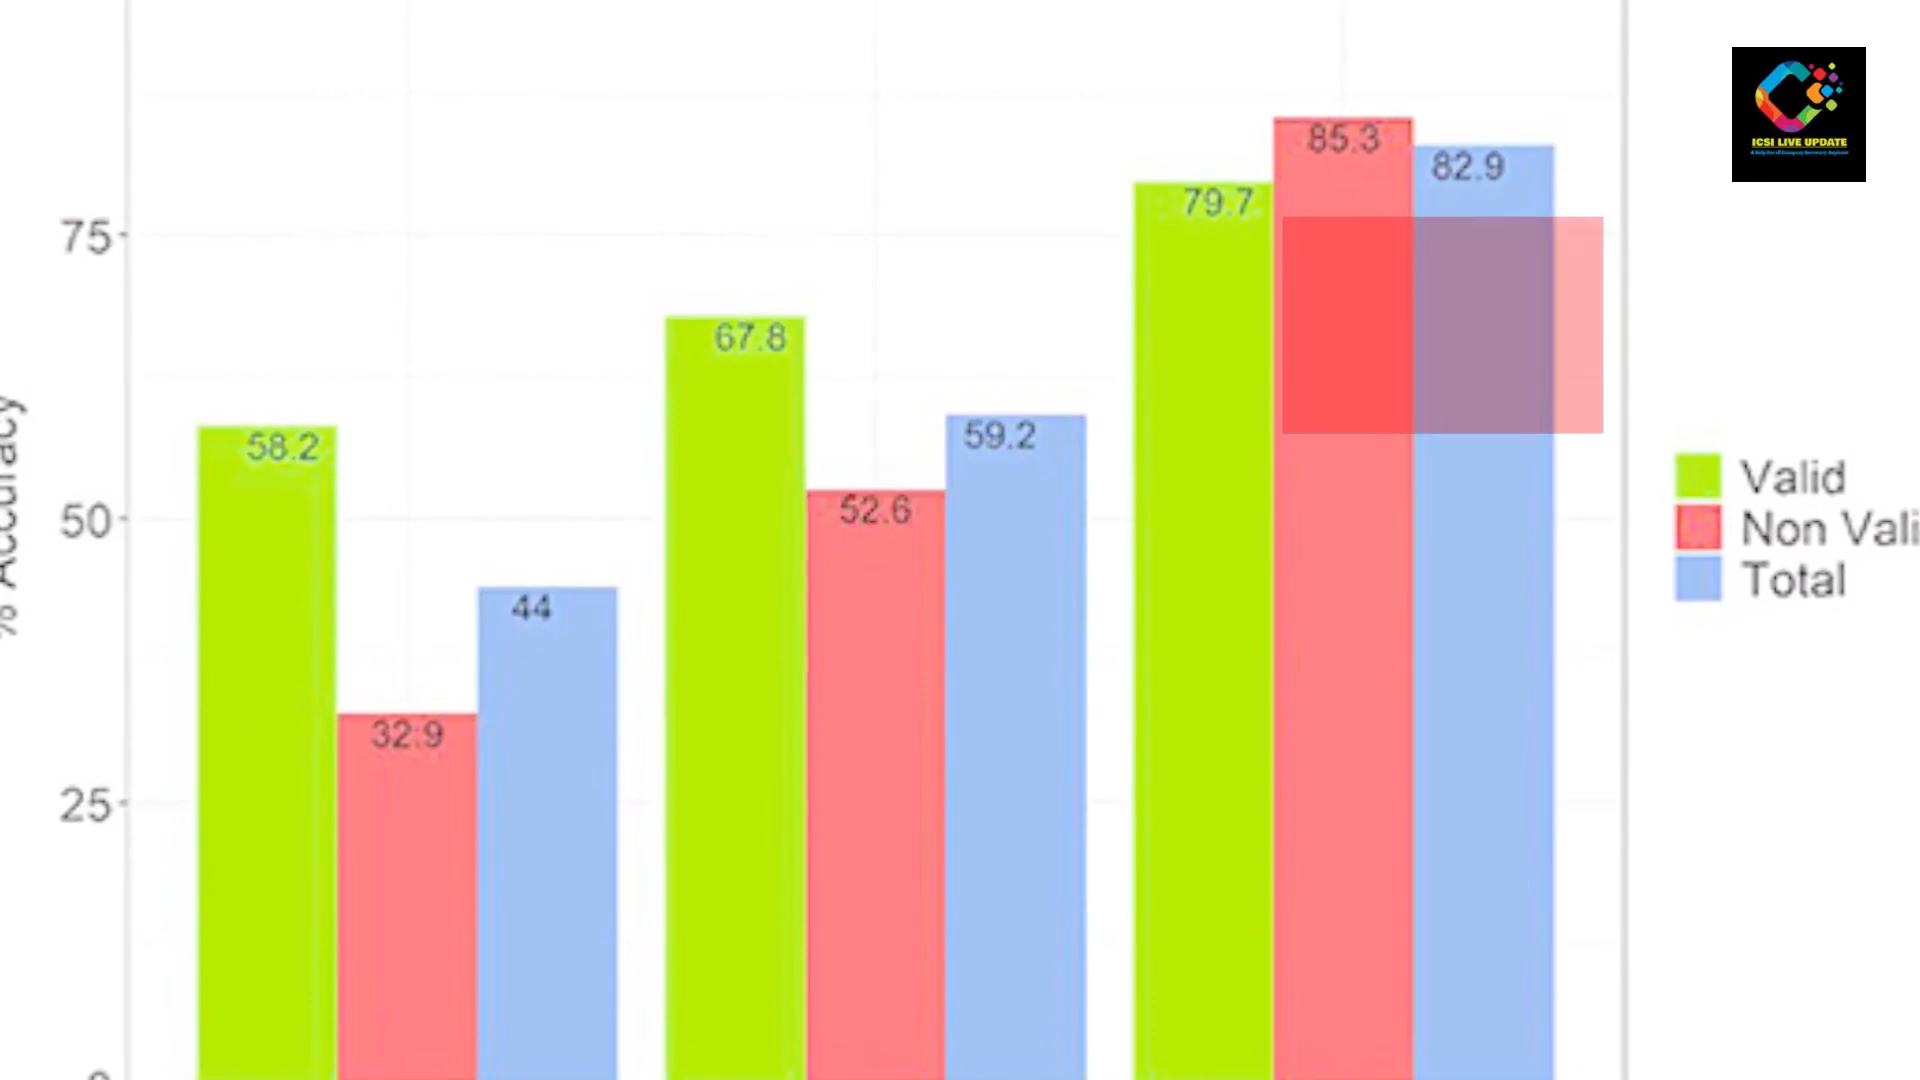 85.3
82.9
79.7
75
67.8
58.2
59.2
52.6
50
44
32.9
25
% Accuracy
Valid
Non Vali
Total
ICSI LIVE UPDATE